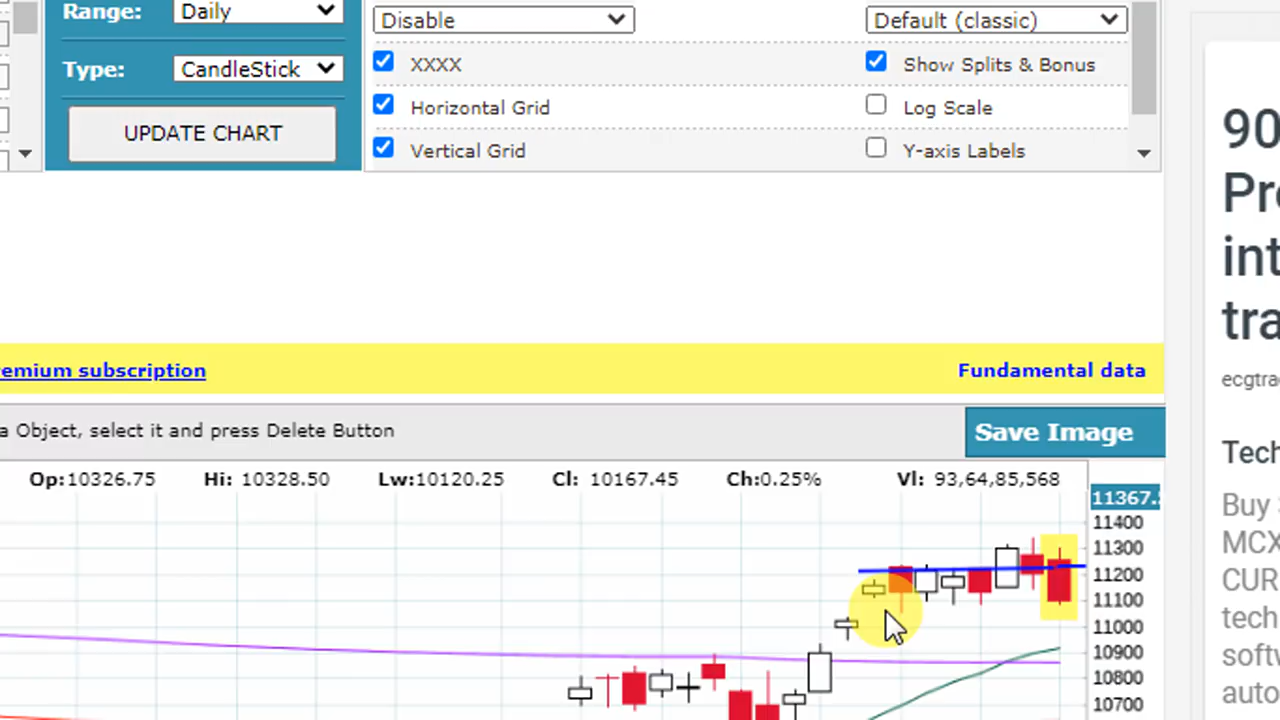 Range: Daily
Disable
Default (classic)
Type: CandleStick
XXXX
Show Splits & Bonus
Horizontal Grid
Log Scale
UPDATE CHART
Vertical Grid
Y-axis Labels
90
Pr
int
tra
ecgtra
emium subscription
Fundamental data
a Object, select it and press Delete Button
Save Image
Tech
Buy
MCX
CUR
tech
softw
auto
Op:10326.75 Hi: 10328.50 Lw:10120.25 Cl: 10167.45 Ch:0.25% Vl: 93,64,85,568
11367.
11400
11300
11200
11100
11000
10900
10800
10700